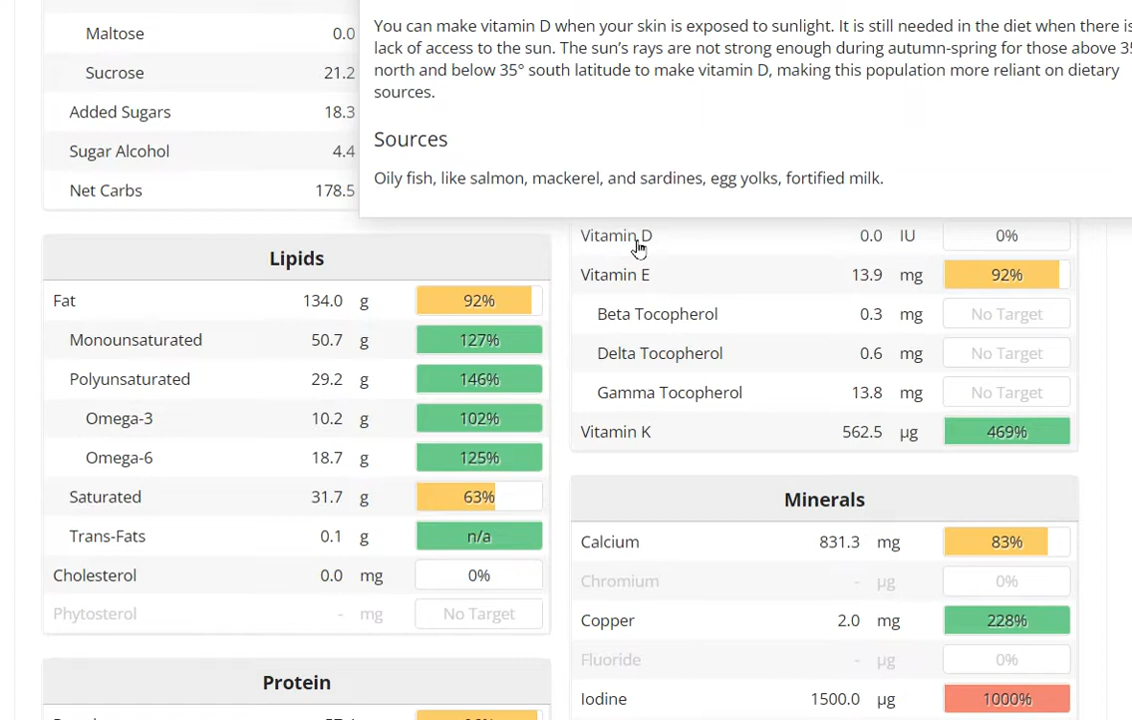 You can make vitamin D when your skin is exposed to sunlight. It is still needed in the diet when there is
lack of access to the sun. The sun's rays are not strong enough during autumn-spring for those above
north and below 35° south latitude to make vitamin D, making this population more reliant on dietary
sources.
Sources
Oily fish, like salmon, mackerel, and sardines, egg yolks, fortified milk.
Maltose 0.0
Sucrose 21.2
Added Sugars 18.3
Sugar Alcohol 4.4
Net Carbs 178.5
Lipids
Fat 134.0 g 92%
Monounsaturated 50.7 g 127%
Polyunsaturated 29.2 g 146%
Omega-3 10.2 g 102%
Omega-6 18.7 g 125%
Saturated 31.7 g 63%
Trans-Fats 0.1 g n/a
Cholesterol 0.0 mg 0%
Phytosterol - mg No Target
Protein
Vitamin D 0.0 IU 0%
Vitamin E 13.9 mg 92%
Beta Tocopherol 0.3 mg No Target
Delta Tocopherol 0.6 mg No Target
Gamma Tocopherol 13.8 mg No Target
Vitamin K 562.5 µg 469%
Minerals
Calcium 831.3 mg 83%
Chromium - µg 0%
Copper 2.0 mg 228%
Fluoride - µg 0%
Iodine 1500.0 µg 1000%